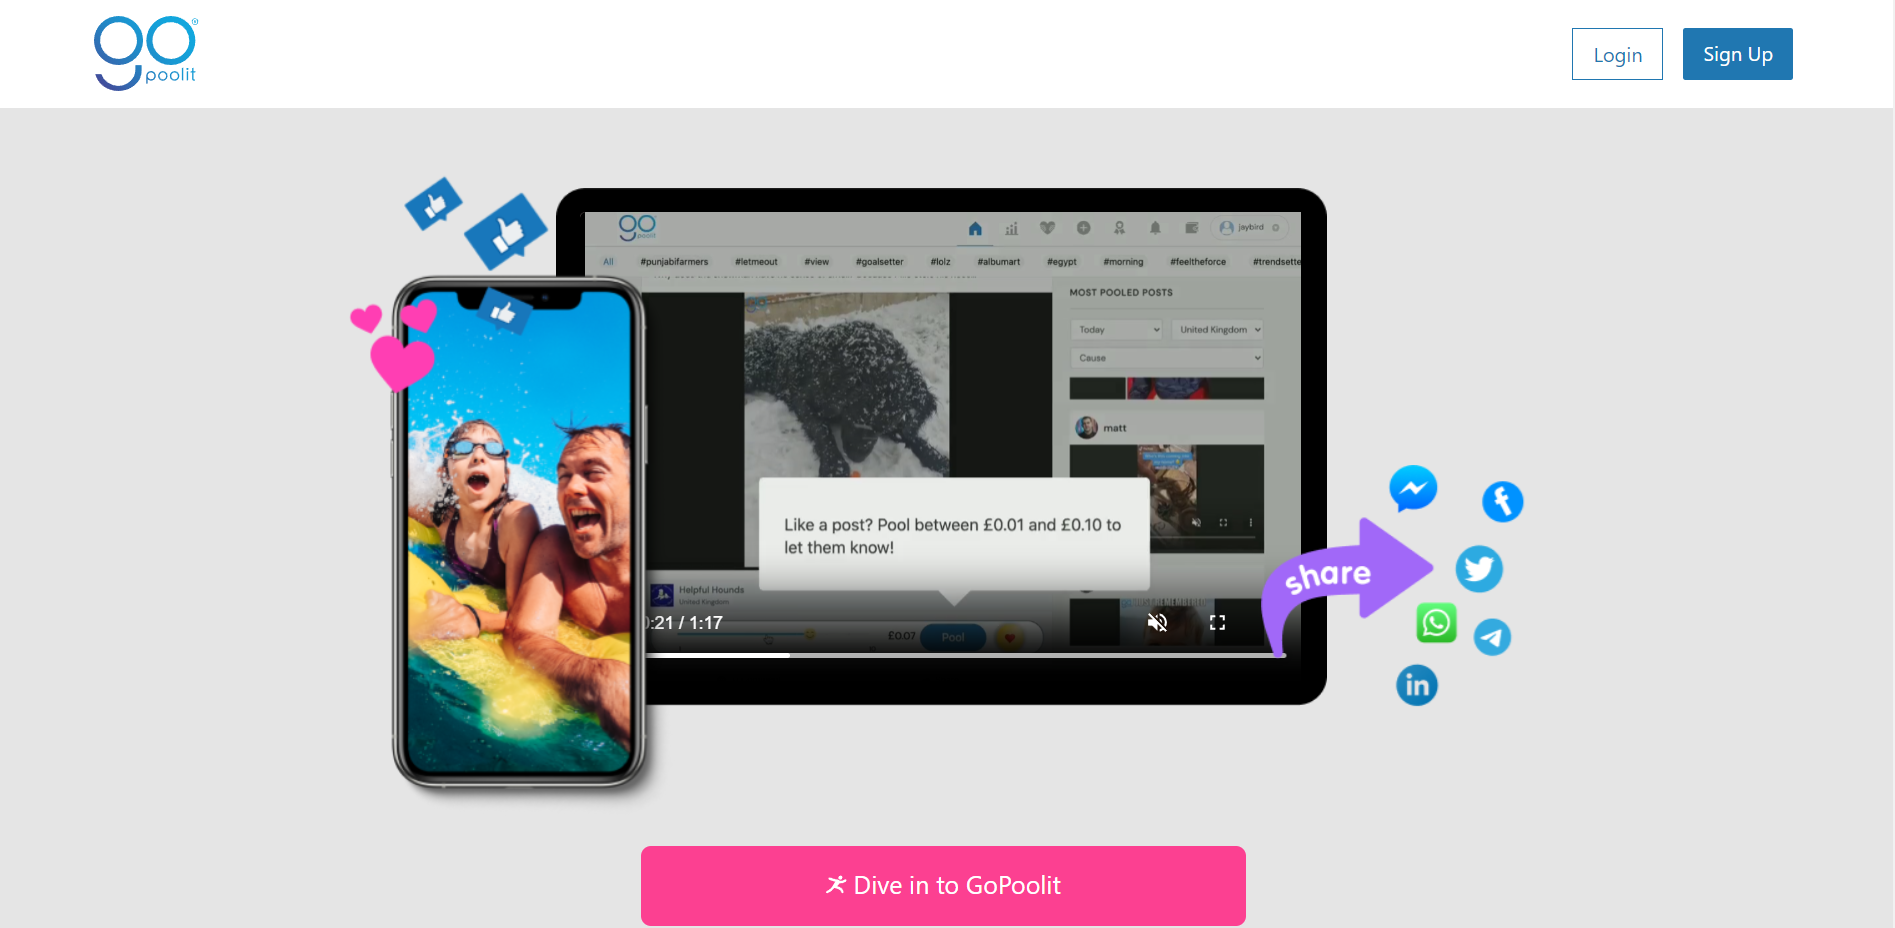 go®
poolit
Login
Sign Up
go
poolit
jaybird
All #punjabifarmers #letmeout #view #goalsetter #lolz #albumart #egypt #morning #feeltheforce #trendsette
MOST POOLED POSTS
Today
United Kingdom
Cause
matt
Like a post? Pool between £0.01 and £0.10 to
let them know!
Helpful Hounds
United Kingdom
0:21 / 1:17
£0.07
Pool
share
in
Dive in to GoPoolit